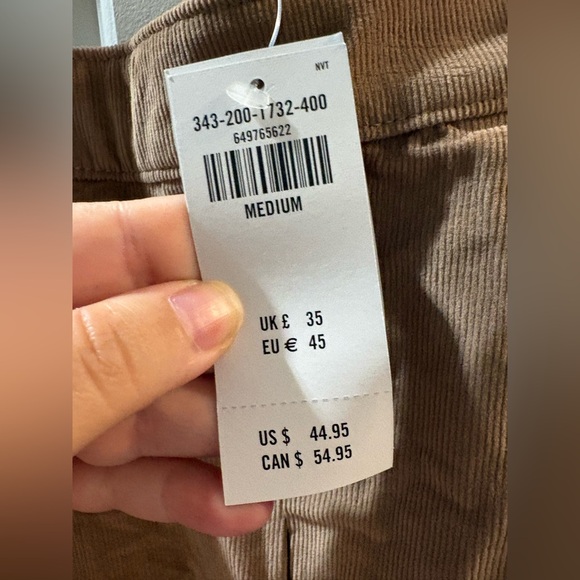 NVT
343-200-1732-400
649765622
MEDIUM
UK £ 35
EU € 45
US $ 44.95
CAN $ 54.95